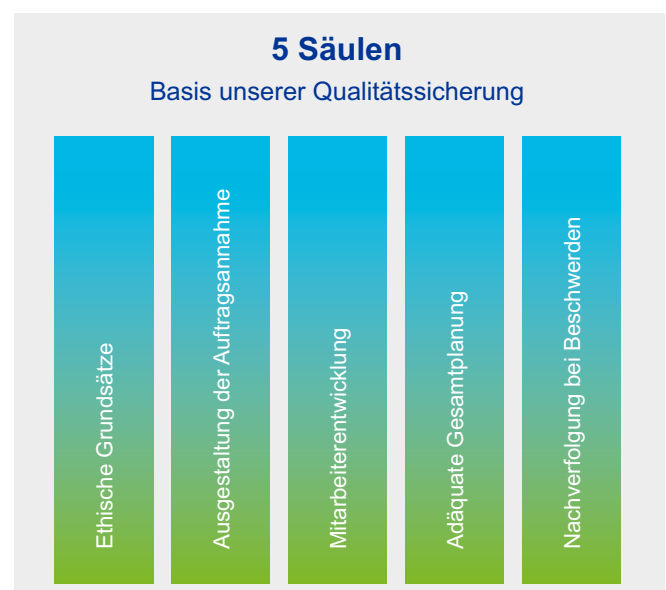 5 Säulen
Basis unserer Qualitätssicherung
Ethische Grundsätze
Ausgestaltung der Auftragsannahme
Mitarbeiterentwicklung
Adäquate Gesamtplanung
Nachverfolgung bei Beschwerden